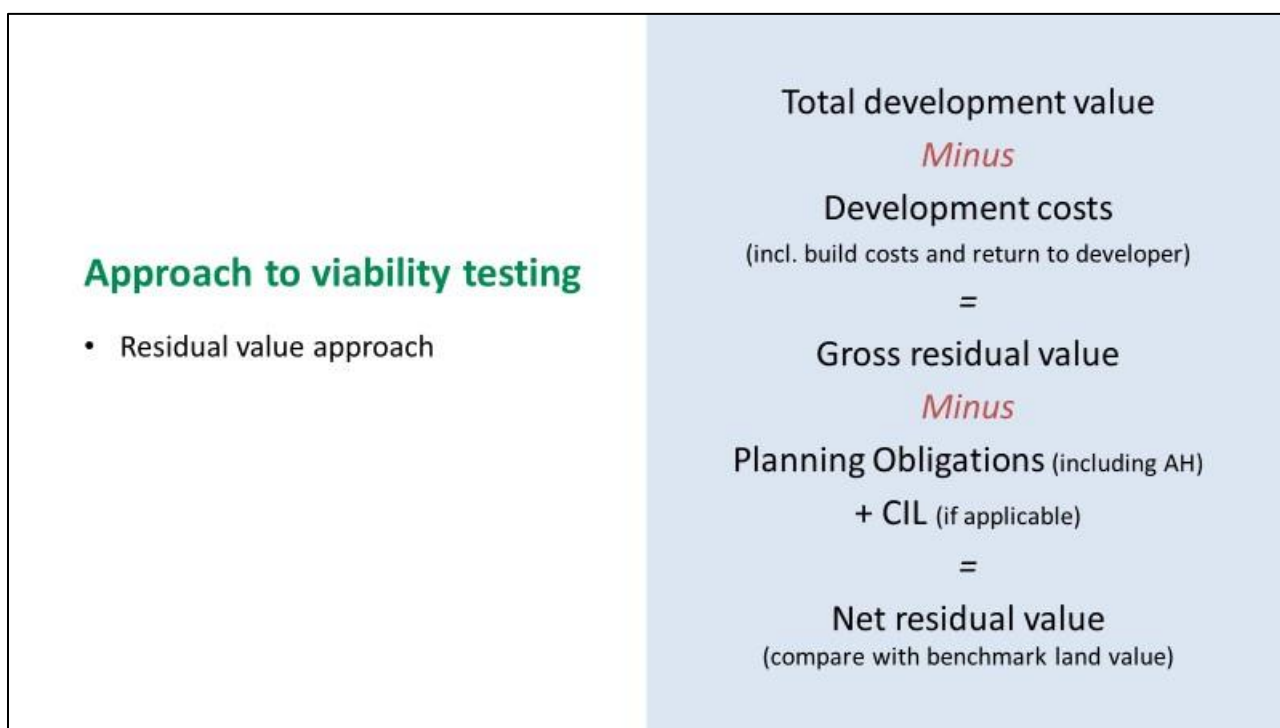 Approach to viability testing
• Residual value approach
Total development value
Minus
Development costs
(incl. build costs and return to developer)
=
Gross residual value
Minus
Planning Obligations (including AH)
+ CIL (if applicable)
=
Net residual value
(compare with benchmark land value)